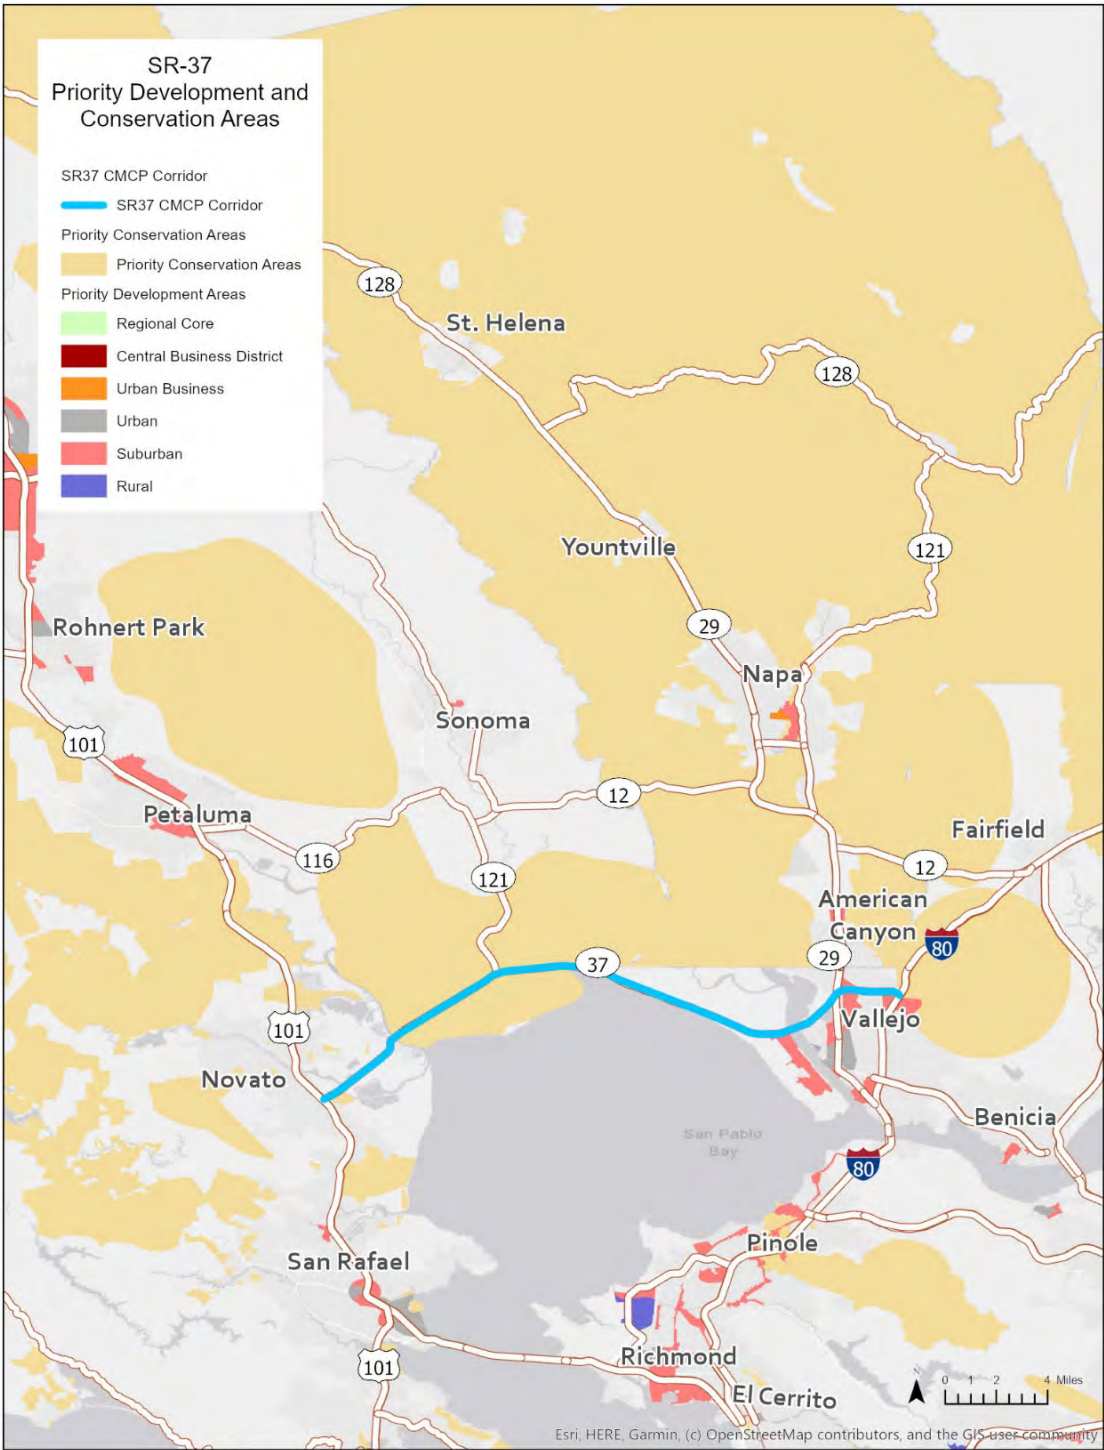 SR-37
Priority Development and
Conservation Areas
SR37 CMCP Corridor
SR37 CMCP Corridor
Priority Conservation Areas
Priority Conservation Areas
Priority Development Areas
Regional Core
Central Business District
Urban Business
Urban
Suburban
Rural
128
St. Helena
128
Yountville
121
29
Rohnert Park
Napa
Sonoma
101
12
Petaluma
Fairfield
116
12
121
American
Canyon
80
29
37
Vallejo
101
Novato
Benicia
San Pablo
Bay
80
Pinole
San Rafael
Richmond
101
El Cerrito
N
0 1 2 4 Miles
Esri, HERE, Garmin, (c) OpenStreetMap contributors, and the GIS user community